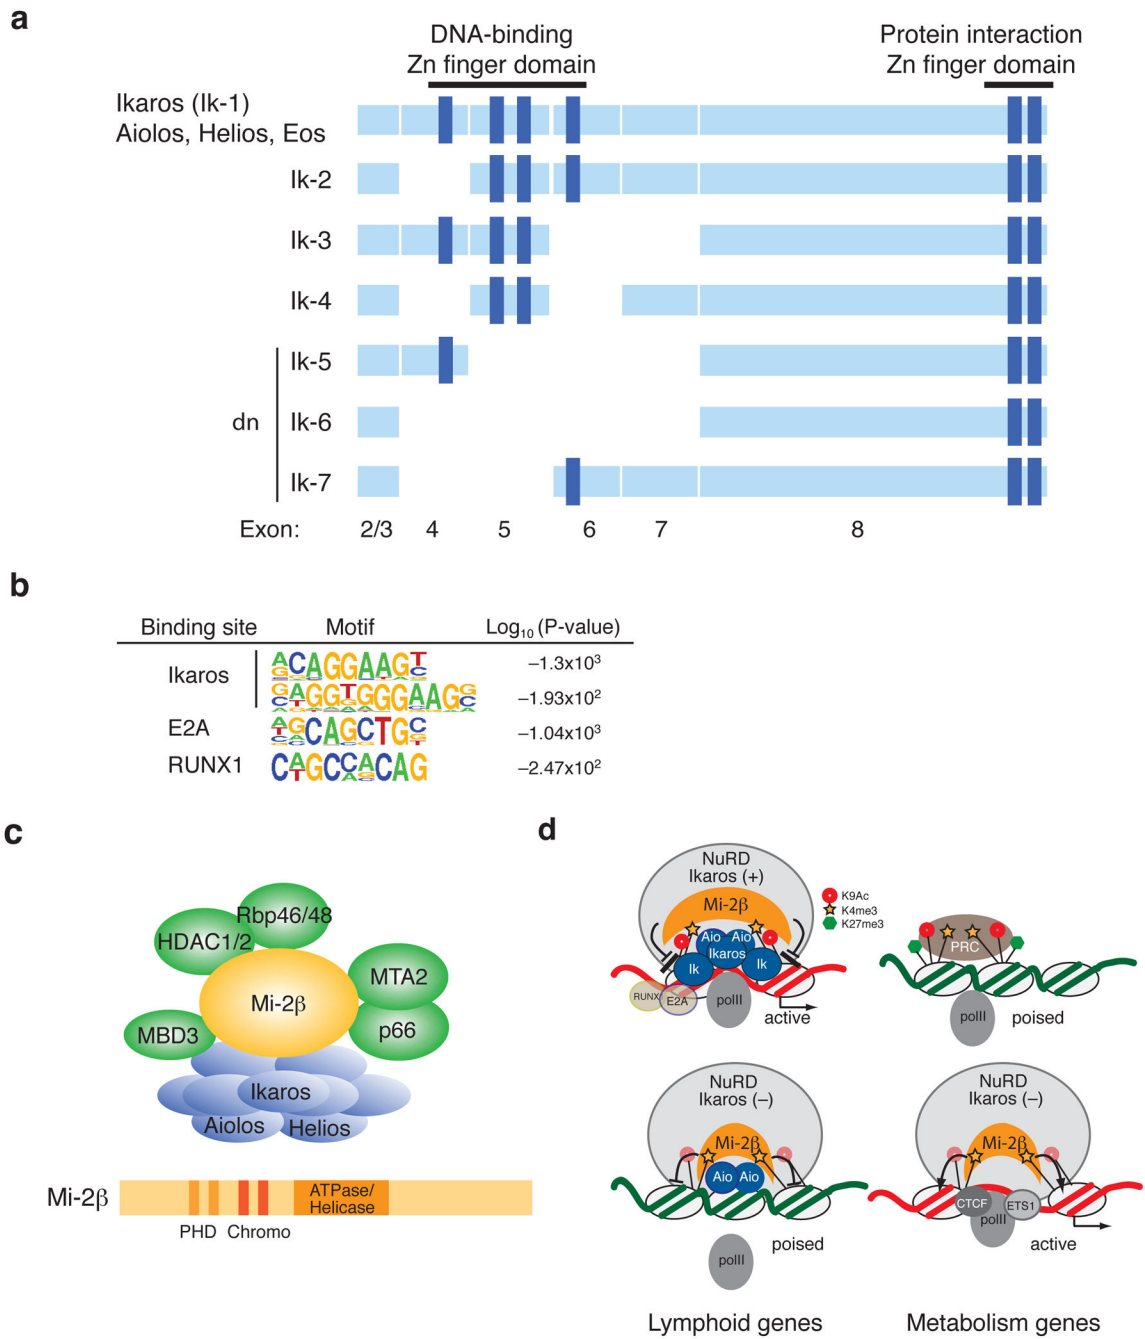 a
DNA-binding
Zn finger domain
Protein interaction
Zn finger domain
Ikaros (Ik-1)
Aiolos, Helios, Eos
Ik-2
Ik-3
Ik-4
Ik-5
dn
Ik-6
Ik-7
Exon: 2/3 4 5 6 7 8
b
Binding site Motif Log10 (P-value)
Ikaros
ACAGGAAGT −1.3x10³
GAGGTGGGAAGG −1.93x10²
E2A AGCAGCTGC −1.04x10³
RUNX1 CAGCCACAG −2.47x10²
c
Rbp46/48
HDAC1/2
MTA2
Mi-2β
MBD3
p66
Ikaros
Aiolos
Helios
Mi-2β
ATPase/
Helicase
PHD Chromo
d
NuRD
Ikaros (+)
Mi-2β
Aio Aio
Ikaros
Ik Ik
RUNX E2A
polII
active
K9Ac
K4me3
K27me3
PRC
polII
poised
NuRD
Ikaros (–)
Mi-2β
Aio Aio
poised
polII
NuRD
Ikaros (–)
Mi-2β
CTCF
polII
ETS1
active
Lymphoid genes
Metabolism genes